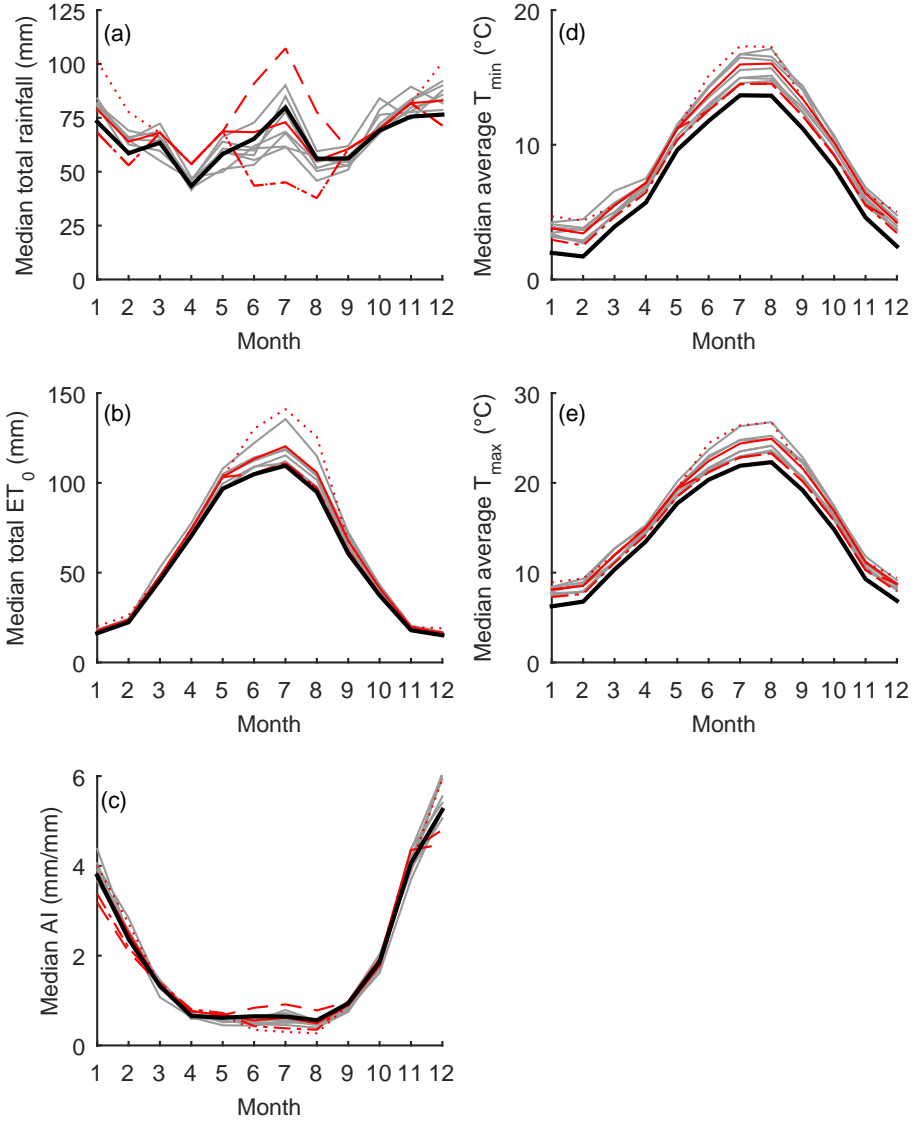 (a)
Median total rainfall (mm)
125
100
75
50
25
0
1 2 3 4 5 6 7 8 9 10 11 12
Month
(d)
Median average T_min (°C)
20
10
0
1 2 3 4 5 6 7 8 9 10 11 12
Month
(b)
Median total ET_0 (mm)
150
100
50
0
1 2 3 4 5 6 7 8 9 10 11 12
Month
(e)
Median average T_max (°C)
30
20
10
0
1 2 3 4 5 6 7 8 9 10 11 12
Month
(c)
Median AI (mm/mm)
6
4
2
0
1 2 3 4 5 6 7 8 9 10 11 12
Month